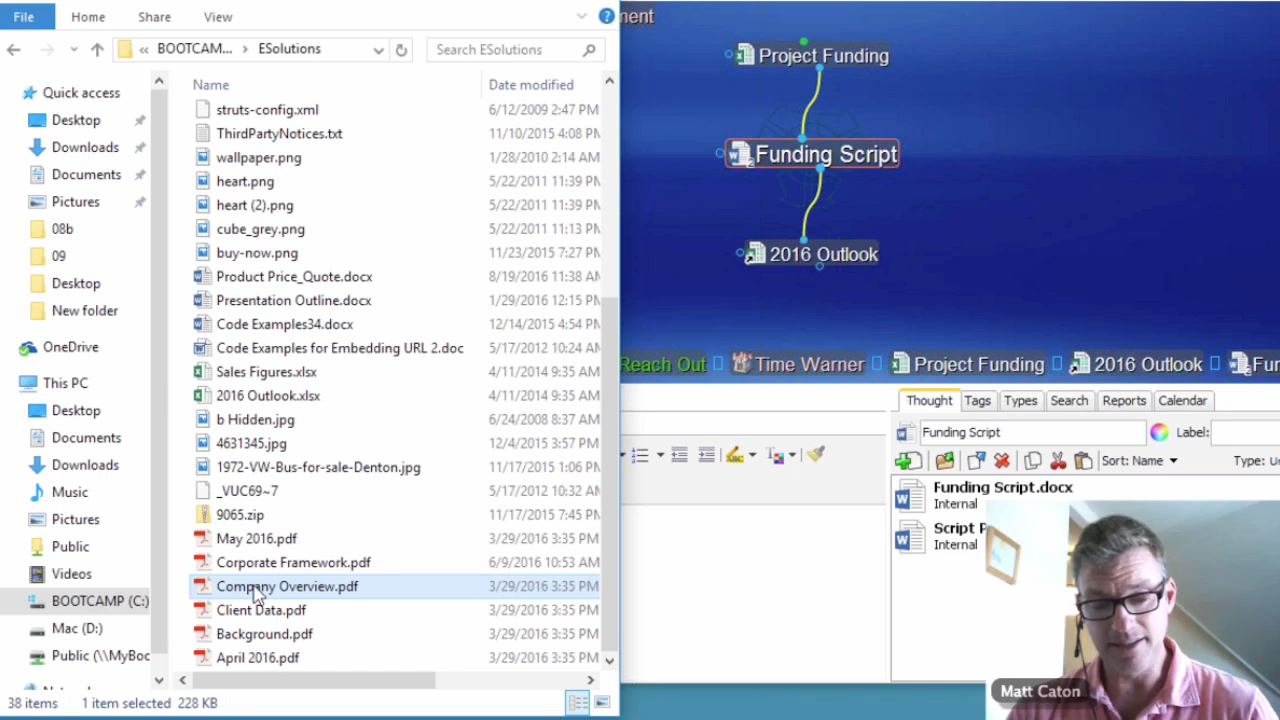 File Home Share View
« BOOTCAM... > ESolutions
Search ESolutions
Quick access
Desktop
Downloads
Documents
Pictures
08b
09
Desktop
New folder
OneDrive
This PC
Desktop
Documents
Downloads
Music
Pictures
Public
Videos
BOOTCAMP (C:)
Mac (D:)
Public (\\MyBoc
Name Date modified
struts-config.xml 6/12/2009 2:47 PM
ThirdPartyNotices.txt 11/10/2015 4:08 PM
wallpaper.png 1/28/2010 2:14 AM
heart.png 5/22/2011 11:39 PM
heart (2).png 5/22/2011 11:39 PM
cube_grey.png 5/22/2011 11:13 PM
buy-now.png 11/23/2015 7:27 PM
Product Price_Quote.docx 8/19/2016 11:38 AM
Presentation Outline.docx 1/29/2016 12:15 PM
Code Examples34.docx 12/14/2015 4:54 PM
Code Examples for Embedding URL 2.doc 5/17/2012 10:24 AM
Sales Figures.xlsx 4/11/2014 9:35 AM
2016 Outlook.xlsx 4/11/2014 9:35 AM
b Hidden.jpg 6/24/2008 8:37 AM
4631345.jpg 12/4/2015 3:57 PM
1972-VW-Bus-for-sale-Denton.jpg 11/17/2015 1:06 PM
_VUC69~7 5/17/2012 10:32 AM
9065.zip 11/17/2015 7:45 PM
May 2016.pdf 3/29/2016 3:35 PM
Corporate Framework.pdf 6/9/2016 10:53 AM
Company Overview.pdf 3/29/2016 3:35 PM
Client Data.pdf 3/29/2016 3:35 PM
Background.pdf 3/29/2016 3:35 PM
April 2016.pdf 3/29/2016 3:35 PM
38 items 1 item selected 228 KB
ment
Project Funding
Funding Script
2016 Outlook
Reach Out Time Warner Project Funding 2016 Outlook Fur
Thought Tags Types Search Reports Calendar
Funding Script Label:
Sort: Name Type: Un
Funding Script.docx
Internal
Script P
Internal
Matt Caton